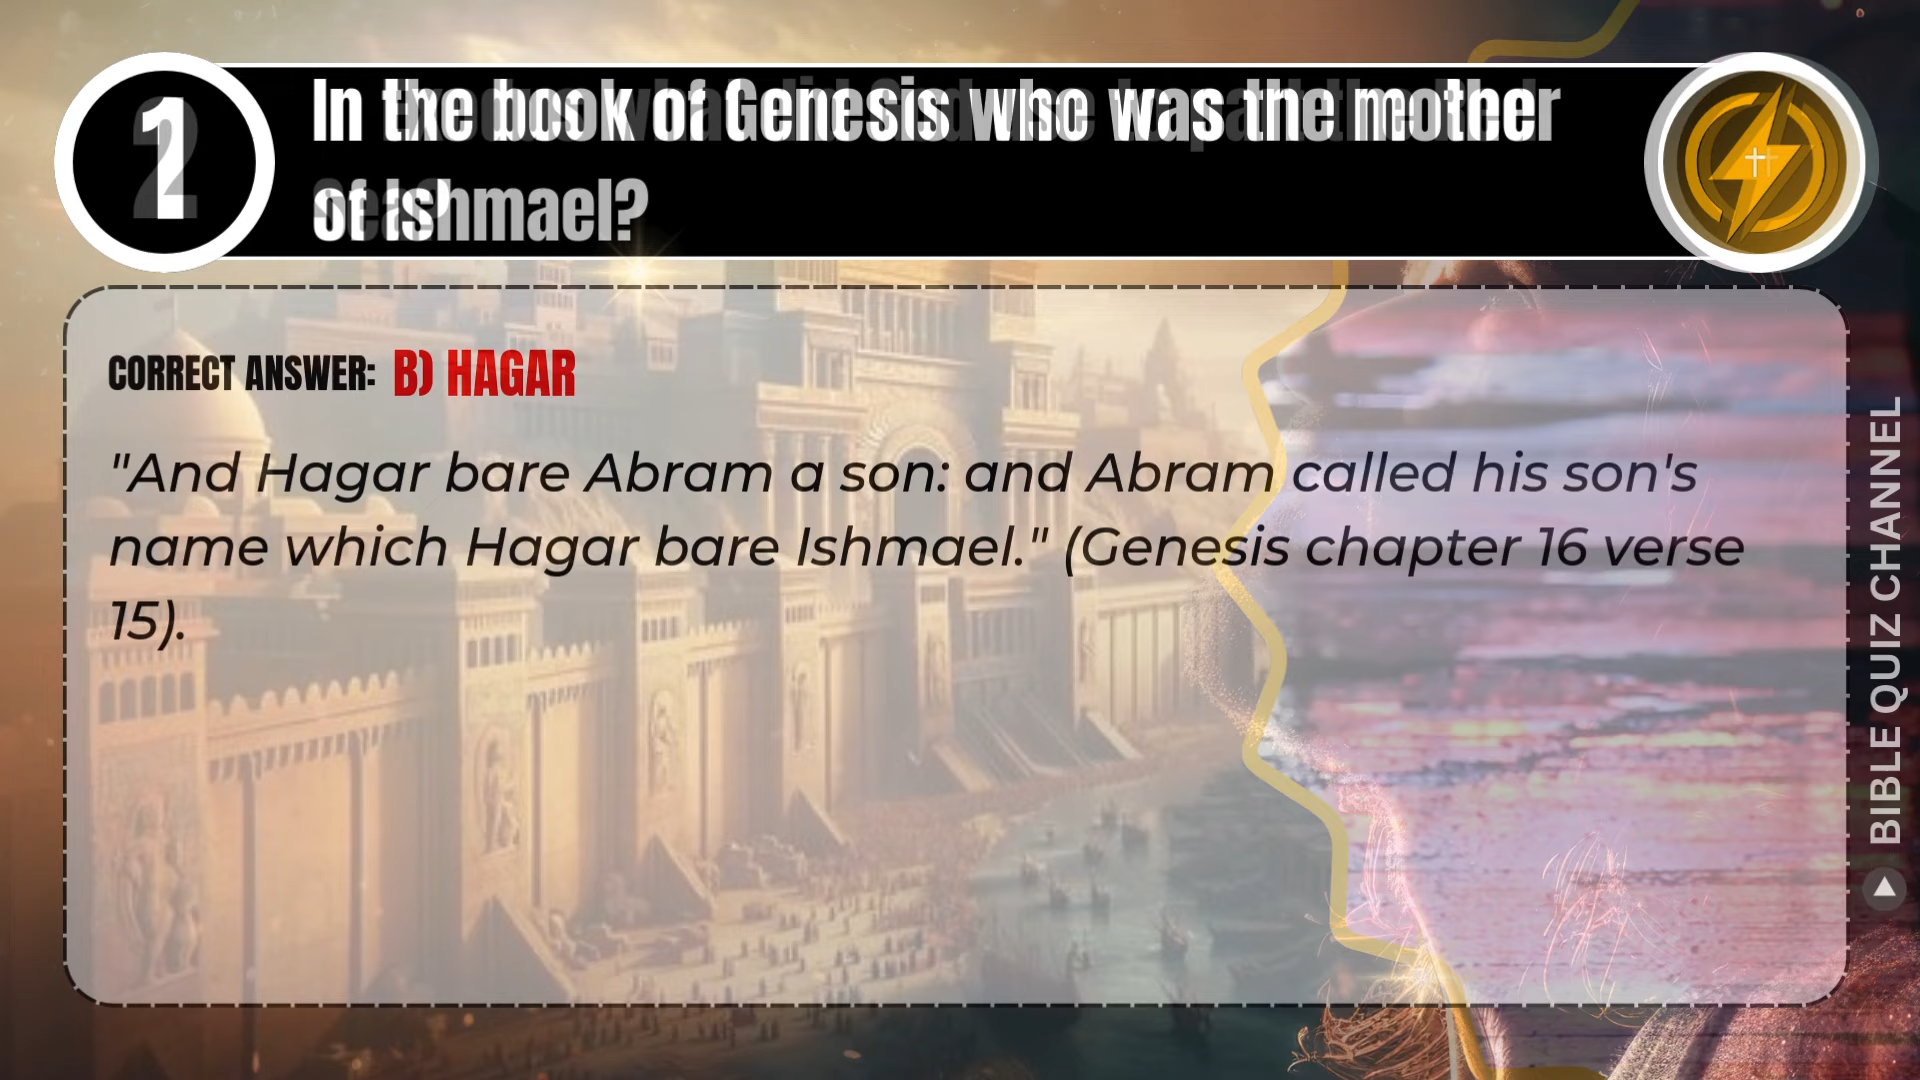 1
In the book of Genesis who was the mother
of Ishmael?
CORRECT ANSWER: B) HAGAR
"And Hagar bare Abram a son: and Abram called his son's
name which Hagar bare Ishmael." (Genesis chapter 16 verse
15).
BIBLE QUIZ CHANNEL